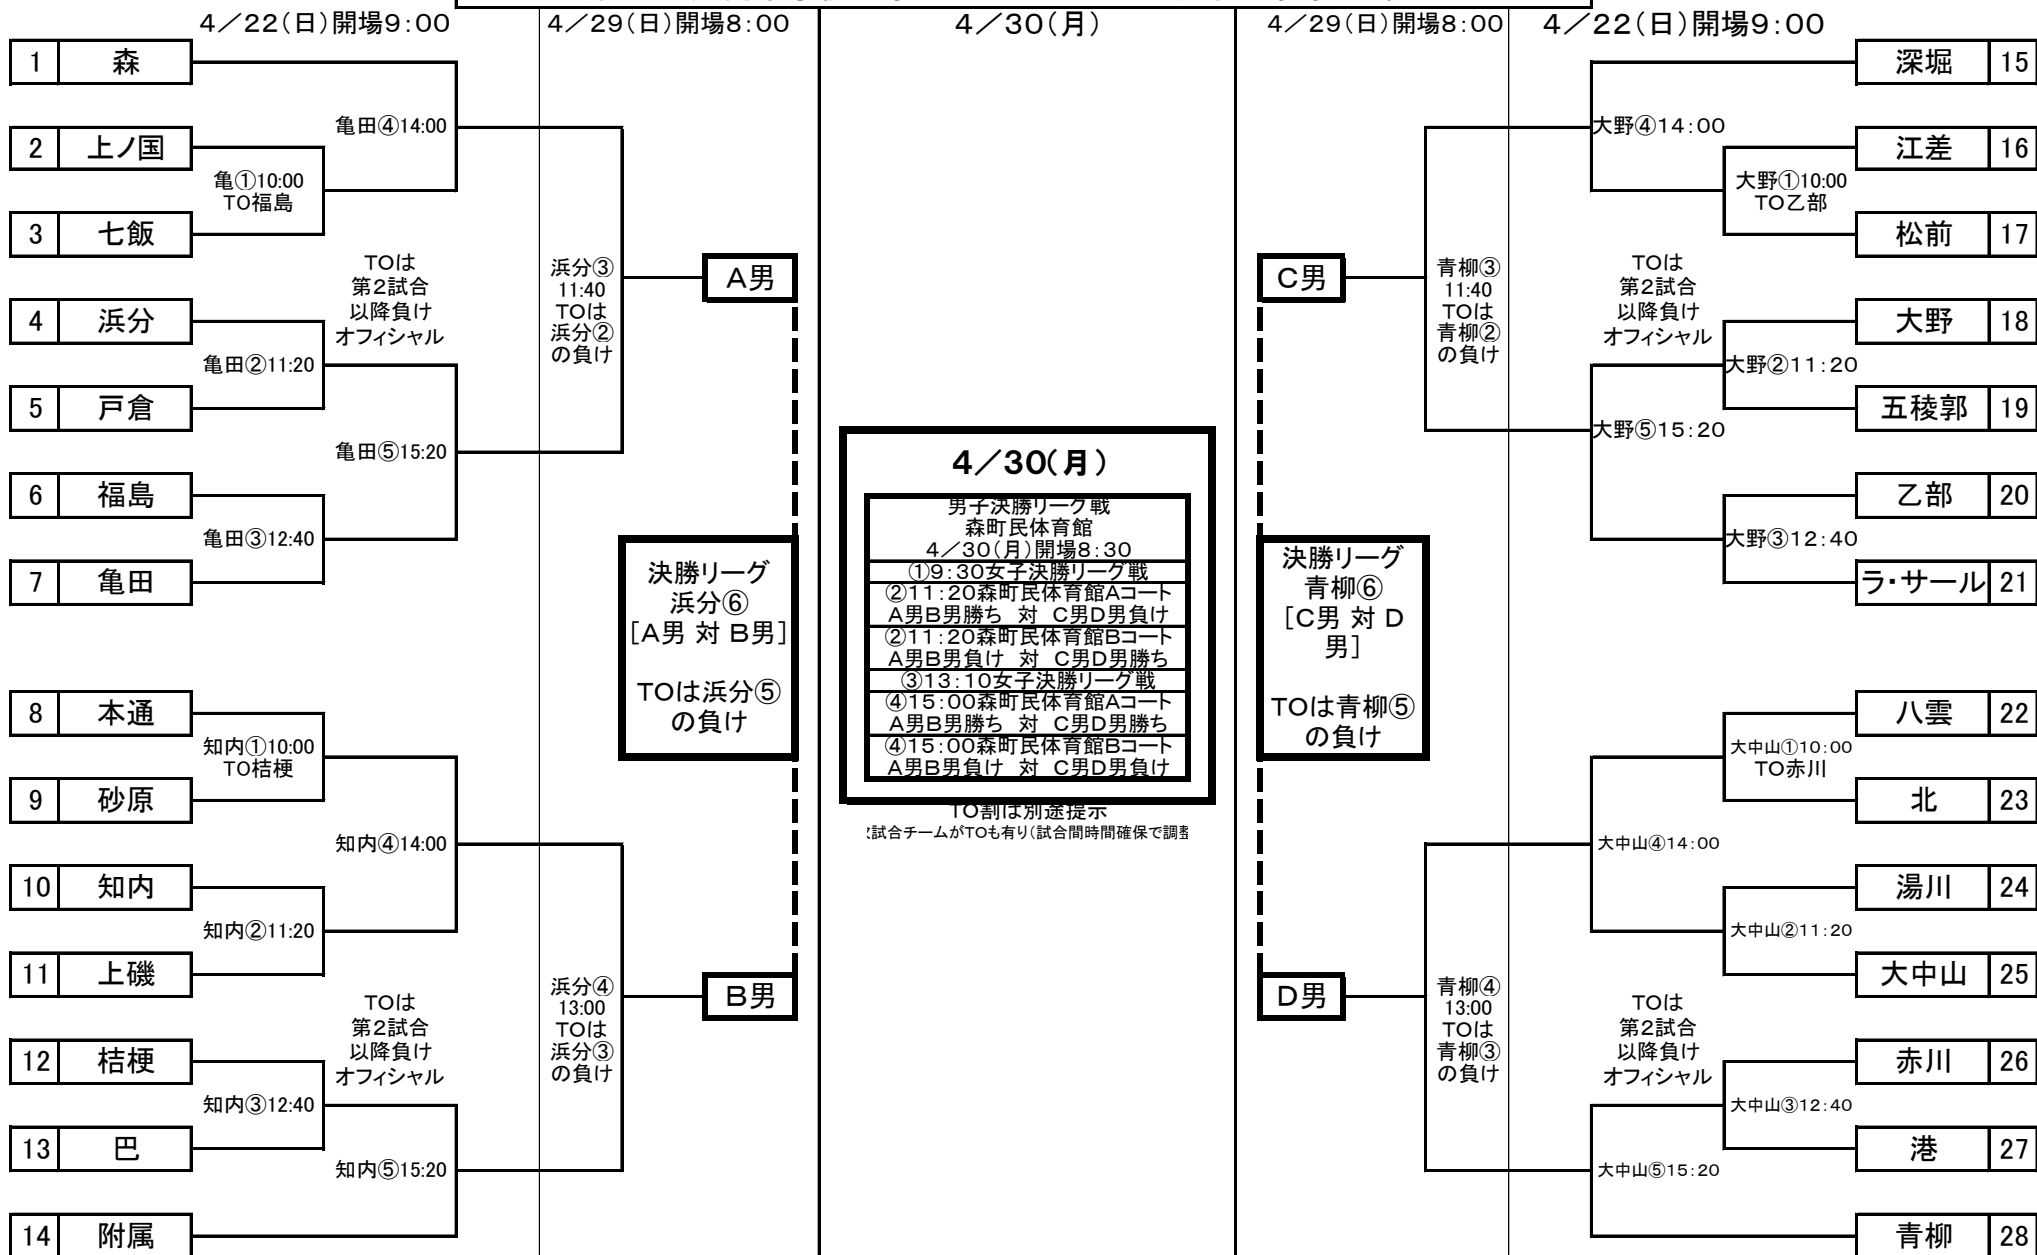 4/22(日)開場9:00
4/29(日)開場8:00
4/30(月)
4/29(日)開場8:00
4/22(日)開場9:00
1 森
2 上ノ国
3 七飯
4 浜分
5 戸倉
6 福島
7 亀田
8 本通
9 砂原
10 知内
11 上磯
12 桔梗
13 巴
14 附属
亀田④14:00
亀①10:00
TO福島
TOは
第2試合
以降負け
オフィシャル
亀田②11:20
亀田⑤15:20
亀田③12:40
知内①10:00
TO桔梗
知内④14:00
知内②11:20
TOは
第2試合
以降負け
オフィシャル
知内③12:40
知内⑤15:20
浜分③
11:40
TOは
浜分②
の負け
浜分④
13:00
TOは
浜分③
の負け
A男
決勝リーグ
浜分⑥
[A男 対 B男]
TOは浜分⑤
の負け
B男
4/30(月)
男子決勝リーグ戦
森町民体育館
4/30(月)開場8:30
①9:30女子決勝リーグ戦
②11:20森町民体育館Aコート
A男B男勝ち 対 C男D男負け
②11:20森町民体育館Bコート
A男B男負け 対 C男D男勝ち
③13:10女子決勝リーグ戦
④15:00森町民体育館Aコート
A男B男勝ち 対 C男D男勝ち
④15:00森町民体育館Bコート
A男B男負け 対 C男D男負け
TO割は別途提示
試合チームがTOも有り(試合間時間確保で調整
C男
決勝リーグ
青柳⑥
[C男 対 D
男]
TOは青柳⑤
の負け
D男
青柳③
11:40
TOは
青柳②
の負け
青柳④
13:00
TOは
青柳③
の負け
大野④14:00
大野①10:00
TO乙部
TOは
第2試合
以降負け
オフィシャル
大野②11:20
大野⑤15:20
大野③12:40
大中山①10:00
TO赤川
大中山④14:00
大中山②11:20
TOは
第2試合
以降負け
オフィシャル
大中山③12:40
大中山⑤15:20
深堀 15
江差 16
松前 17
大野 18
五稜郭 19
乙部 20
ラ・サール 21
八雲 22
北 23
湯川 24
大中山 25
赤川 26
港 27
青柳 28